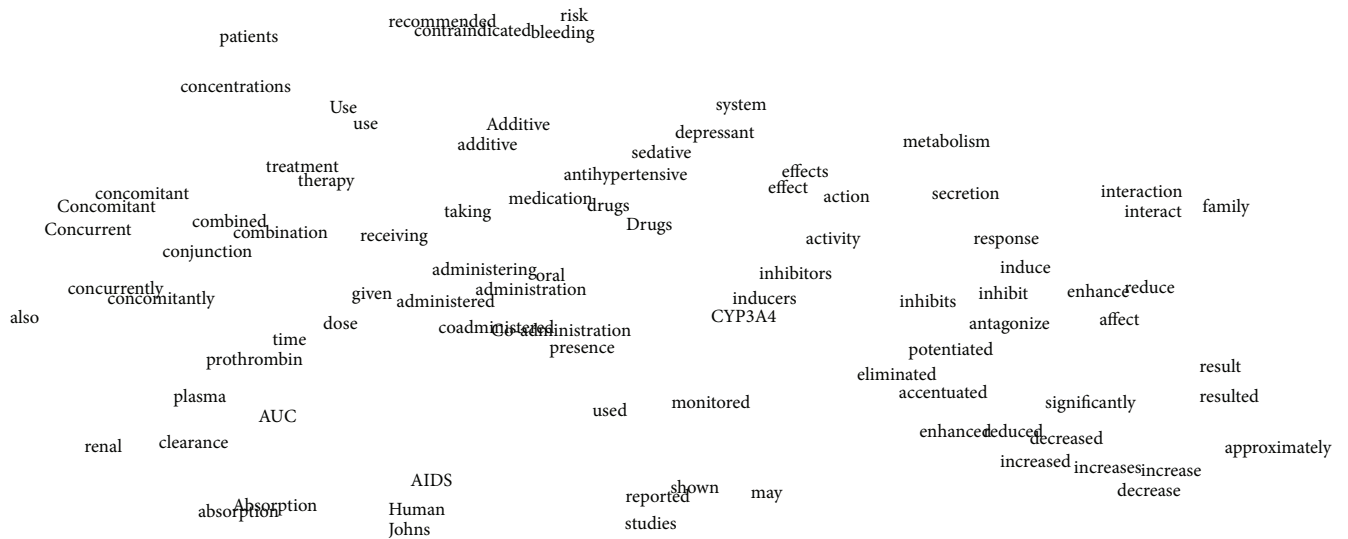 risk
recommended
contraindicated
bleeding
patients
concentrations
system
Use
use
Additive
depressant
additive
metabolism
sedative
treatment
antihypertensive
effects
therapy
effect
concomitant
medication
action
secretion
interaction
Concomitant
taking
drugs
interact
family
combined
Drugs
Concurrent
combination
receiving
activity
response
conjunction
administering
oral
inhibitors
induce
concurrently
concomitantly
given
administered
administration
inducers
inhibits
inhibit
enhance
reduce
also
dose
coadministered
Co-administration
CYP3A4
antagonize
affect
time
presence
potentiated
prothrombin
eliminated
result
plasma
accentuated
resulted
AUC
used
monitored
significantly
renal
clearance
enhanced
reduced
decreased
approximately
increased
increases
increase
AIDS
shown
may
decrease
Absorption
absorption
Human
reported
Johns
studies